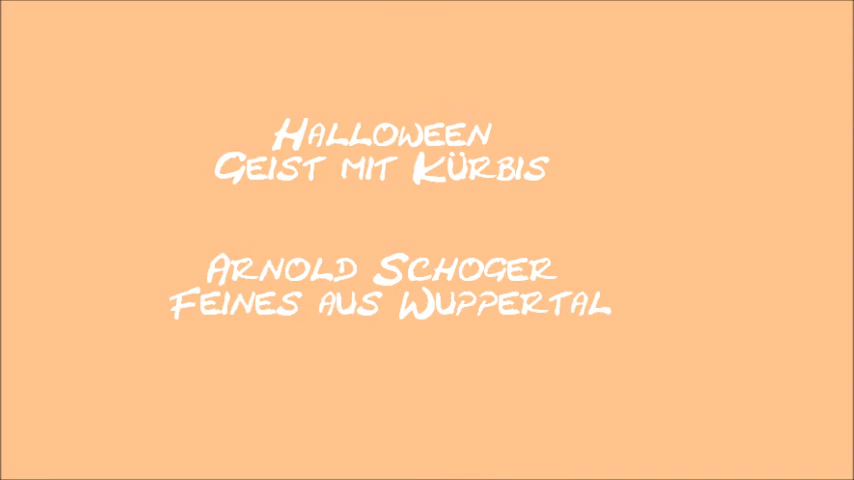 Halloween
Geist mit Kürbis
Arnold Schoger
Feines aus Wuppertal